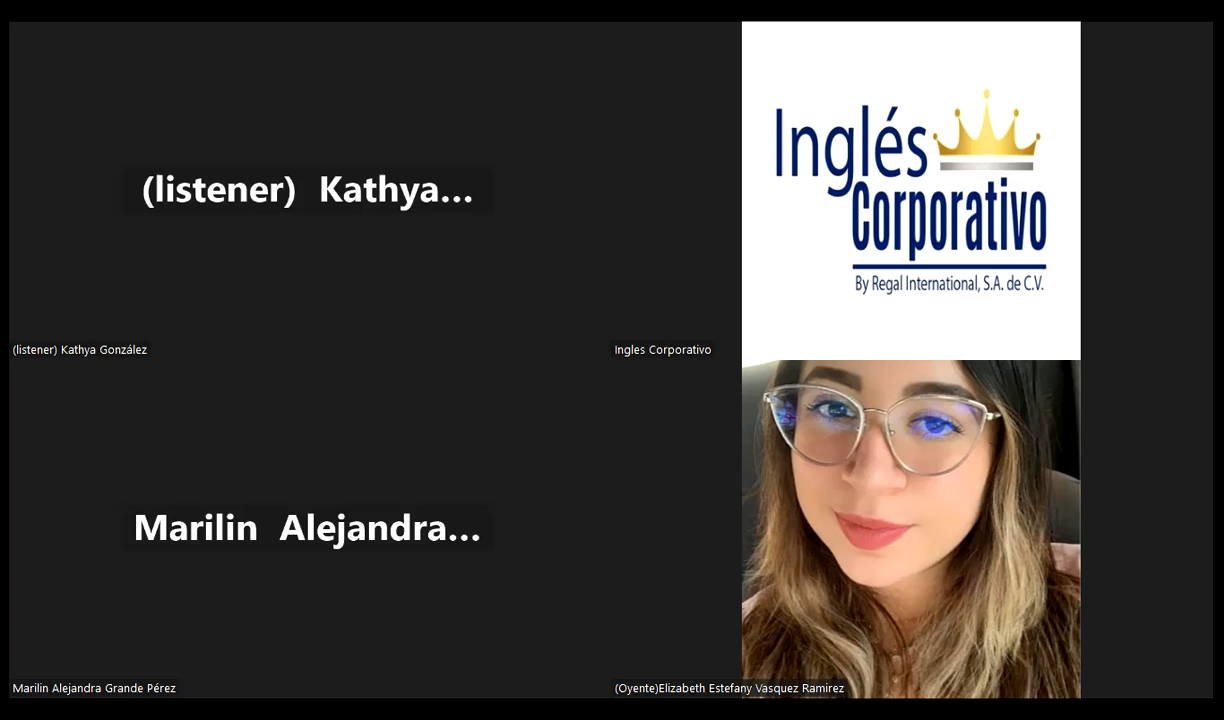 (listener) Kathya...
(listener) Kathya González
Inglés
Corporativo
By Regal International, S.A. de C.V.
Ingles Corporativo
Marilin Alejandra...
Marilin Alejandra Grande Pérez
(Oyente)Elizabeth Estefany Vasquez Ramirez